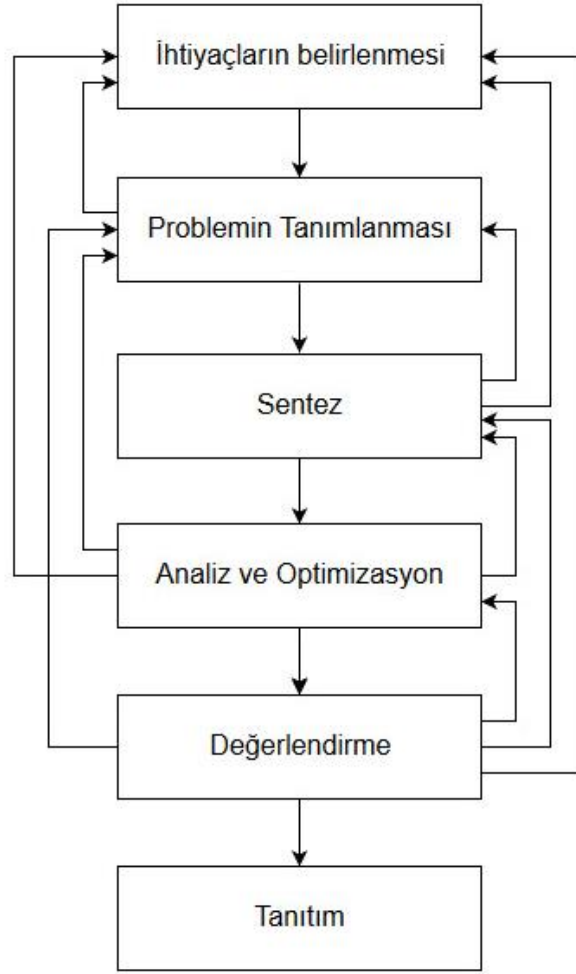 İhtiyaçların belirlenmesi
Problemin Tanımlanması
Sentez
Analiz ve Optimizasyon
Değerlendirme
Tanıtım